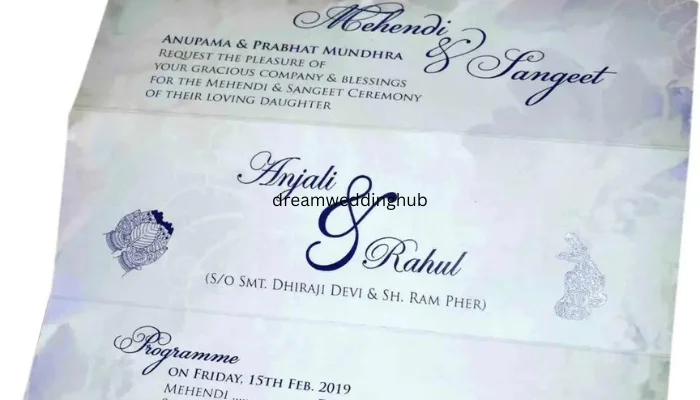 Mehendi
& Sangeet
ANUPAMA & PRABHAT MUNDHRA
REQUEST THE PLEASURE OF
YOUR GRACIOUS COMPANY & BLESSINGS
FOR THE MEHENDI & SANGEET CEREMONY
OF THEIR LOVING DAUGHTER
Anjali
&
dreamweddinghub
Rahul
(S/O SMT. DHIRAJI DEVI & SH. RAM PHER)
Programme
ON FRIDAY, 15TH FEB. 2019
MEHENDI